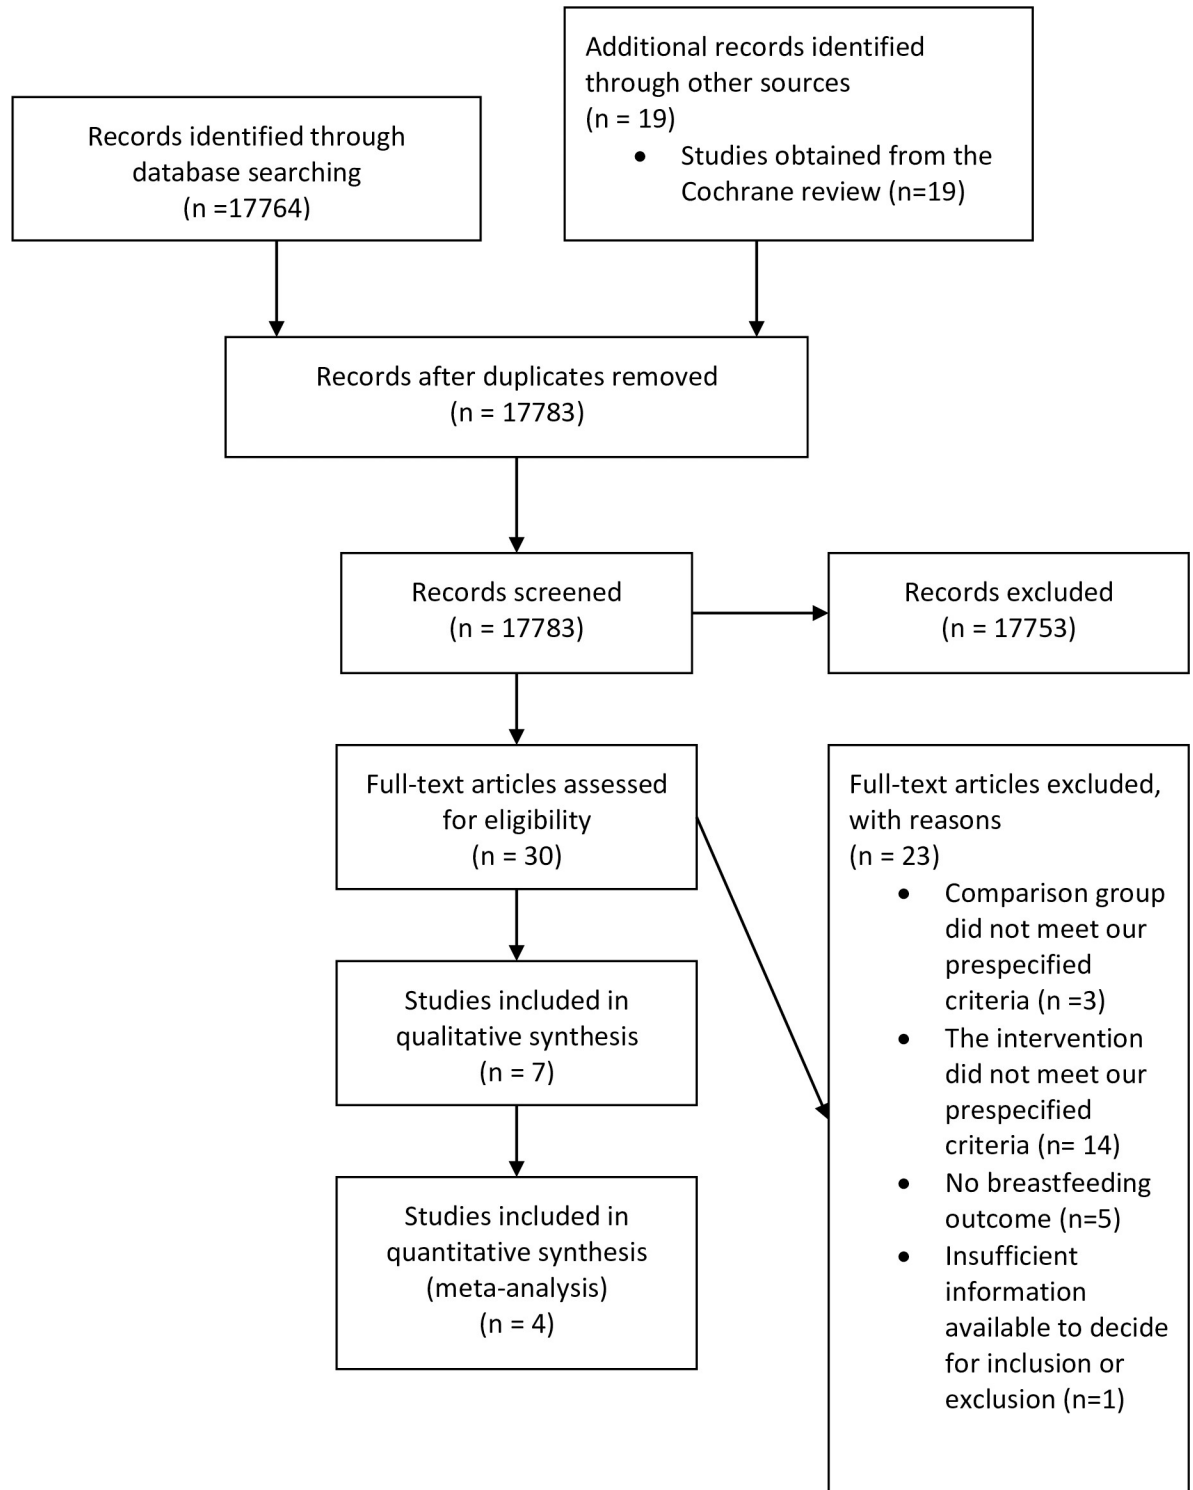 Additional records identified
through other sources
(n = 19)
• Studies obtained from the
Cochrane review (n=19)
Records identified through
database searching
(n =17764)
Records after duplicates removed
(n = 17783)
Records screened
(n = 17783)
Records excluded
(n = 17753)
Full-text articles assessed
for eligibility
(n = 30)
Full-text articles excluded,
with reasons
(n = 23)
• Comparison group
did not meet our
prespecified
criteria (n =3)
• The intervention
did not meet our
prespecified
criteria (n= 14)
• No breastfeeding
outcome (n=5)
• Insufficient
information
available to decide
for inclusion or
exclusion (n=1)
Studies included in
qualitative synthesis
(n = 7)
Studies included in
quantitative synthesis
(meta-analysis)
(n = 4)